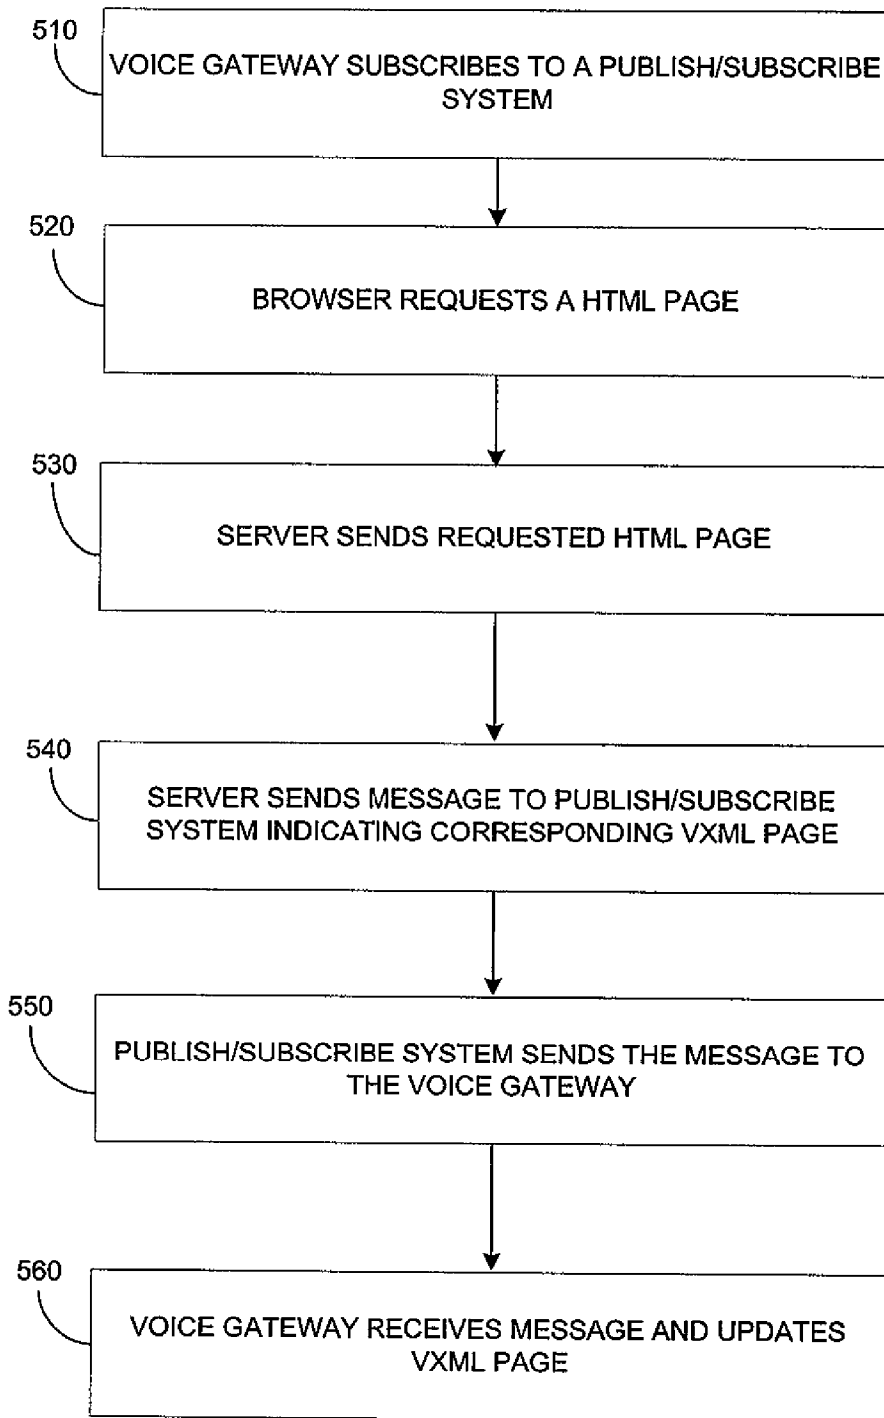 510
VOICE GATEWAY SUBSCRIBES TO A PUBLISH/SUBSCRIBE
SYSTEM
520
BROWSER REQUESTS A HTML PAGE
530
SERVER SENDS REQUESTED HTML PAGE
540
SERVER SENDS MESSAGE TO PUBLISH/SUBSCRIBE
SYSTEM INDICATING CORRESPONDING VXML PAGE
550
PUBLISH/SUBSCRIBE SYSTEM SENDS THE MESSAGE TO
THE VOICE GATEWAY
560
VOICE GATEWAY RECEIVES MESSAGE AND UPDATES
VXML PAGE